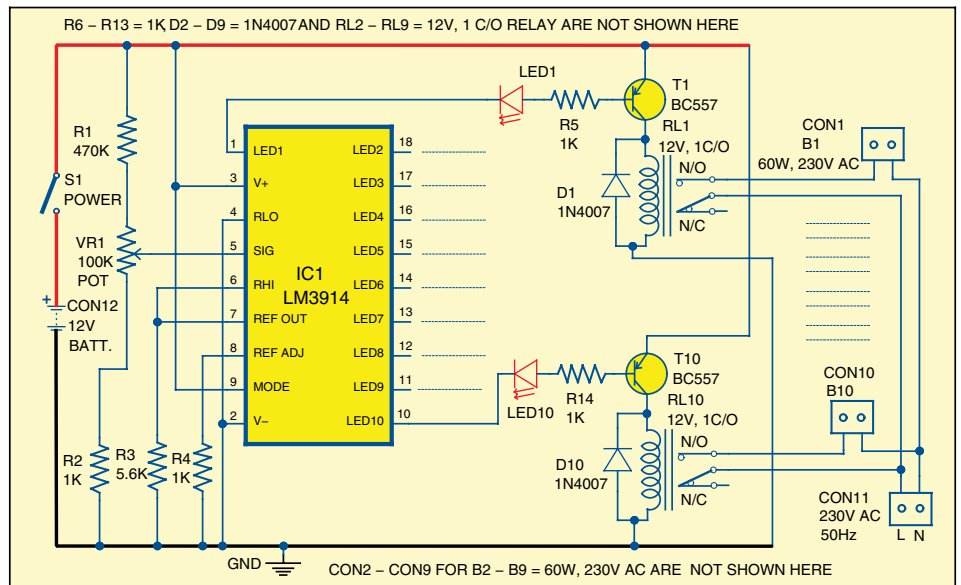 R6 – R13 = 1K, D2 – D9 = 1N4007 AND RL2 – RL9 = 12V, 1 C/O RELAY ARE NOT SHOWN HERE
R1
470K
S1
POWER
VR1
100K
POT
+
CON12
12V
BATT.
R2
1K
R3
5.6K
R4
1K
GND
IC1
LM3914
1 LED1
3 V+
4 RLO
5 SIG
6 RHI
7 REF OUT
8 REF ADJ
9 MODE
2 V–
LED2 18
LED3 17
LED4 16
LED5 15
LED6 14
LED7 13
LED8 12
LED9 11
LED10 10
LED1
R5
1K
T1
BC557
RL1
12V, 1C/O
D1
1N4007
N/O
N/C
CON1
B1
60W, 230V AC
LED10
R14
1K
T10
BC557
RL10
12V, 1C/O
D10
1N4007
N/O
N/C
CON10
B10
CON11
230V AC
50Hz
L N
CON2 – CON9 FOR B2 – B9 = 60W, 230V AC ARE NOT SHOWN HERE